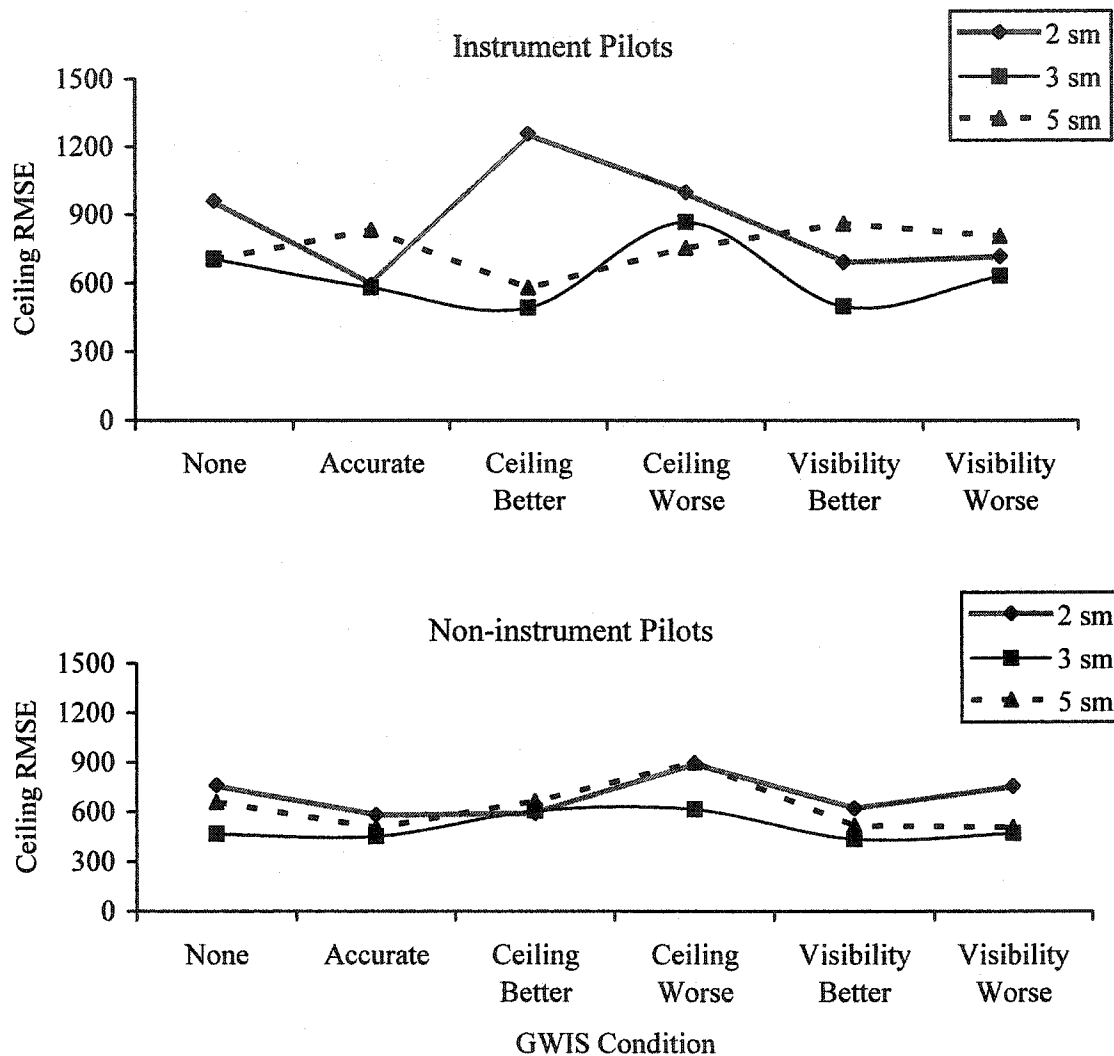 Instrument Pilots
2 sm
3 sm
5 sm
1500
1200
900
600
300
0
Ceiling RMSE
None
Accurate
Ceiling
Better
Ceiling
Worse
Visibility
Better
Visibility
Worse
Non-instrument Pilots
2 sm
3 sm
5 sm
1500
1200
900
600
300
0
Ceiling RMSE
None
Accurate
Ceiling
Better
Ceiling
Worse
Visibility
Better
Visibility
Worse
GWIS Condition